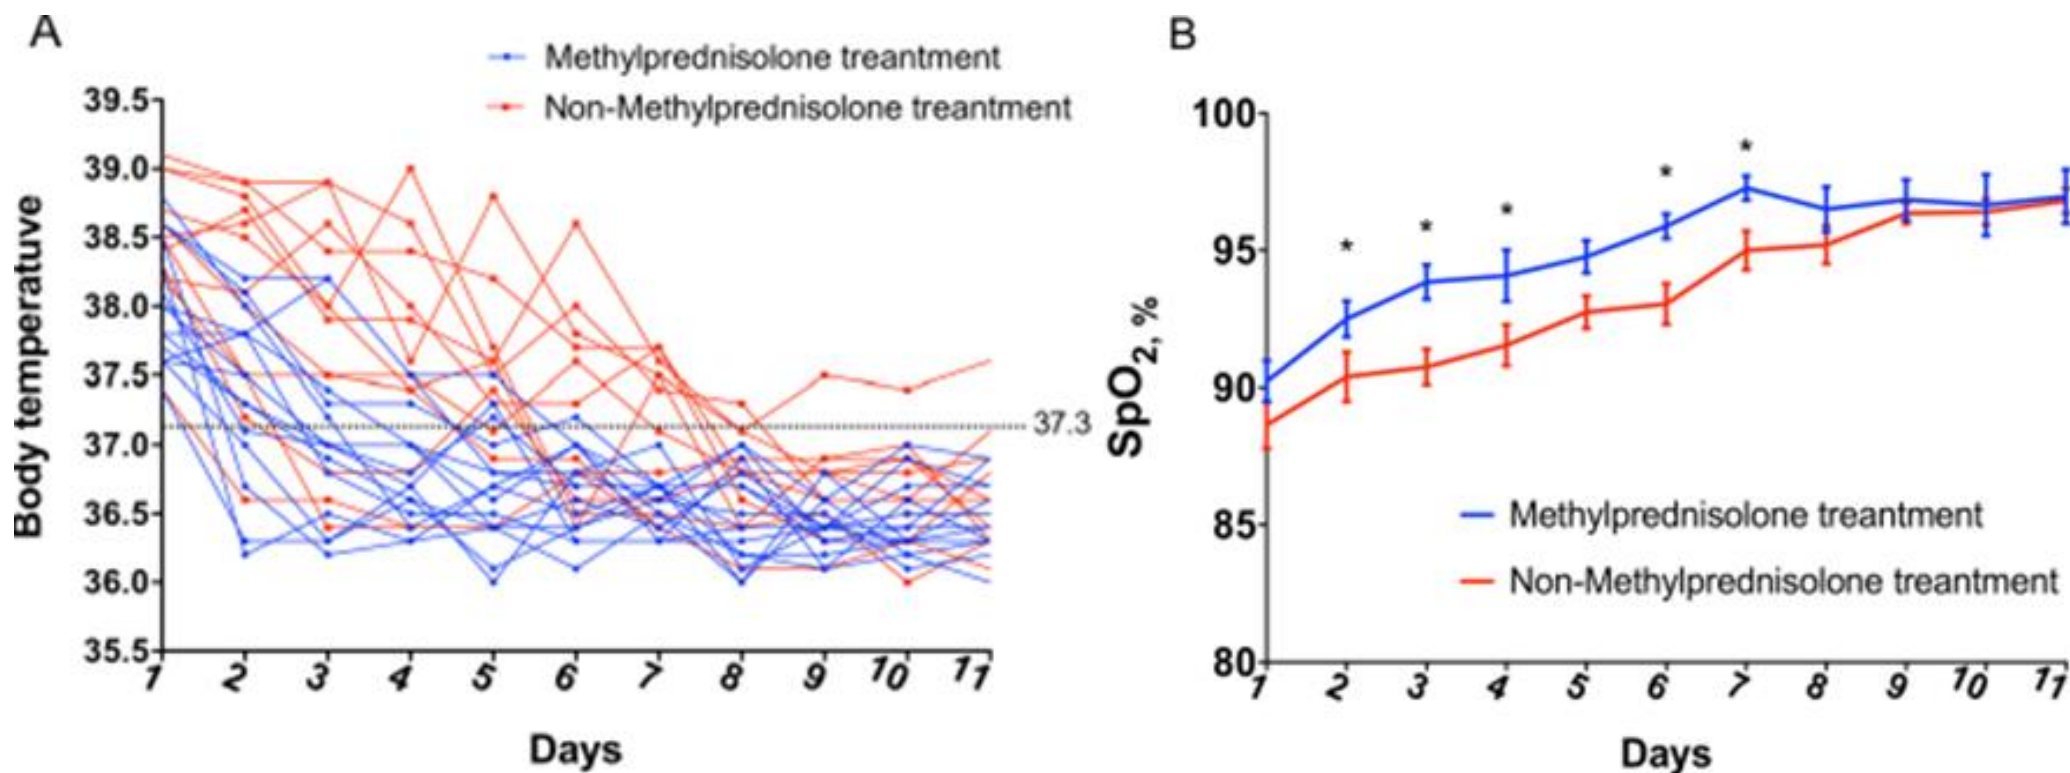 A
Methylprednisolone treantment
Non-Methylprednisolone treantment
39.5
39.0
38.5
38.0
37.5
37.0
36.5
36.0
35.5
Body temperatuve
37.3
1 2 3 4 5 6 7 8 9 10 11
Days
B
100
95
90
85
80
SpO2, %
* * * * *
Methylprednisolone treantment
Non-Methylprednisolone treantment
1 2 3 4 5 6 7 8 9 10 11
Days